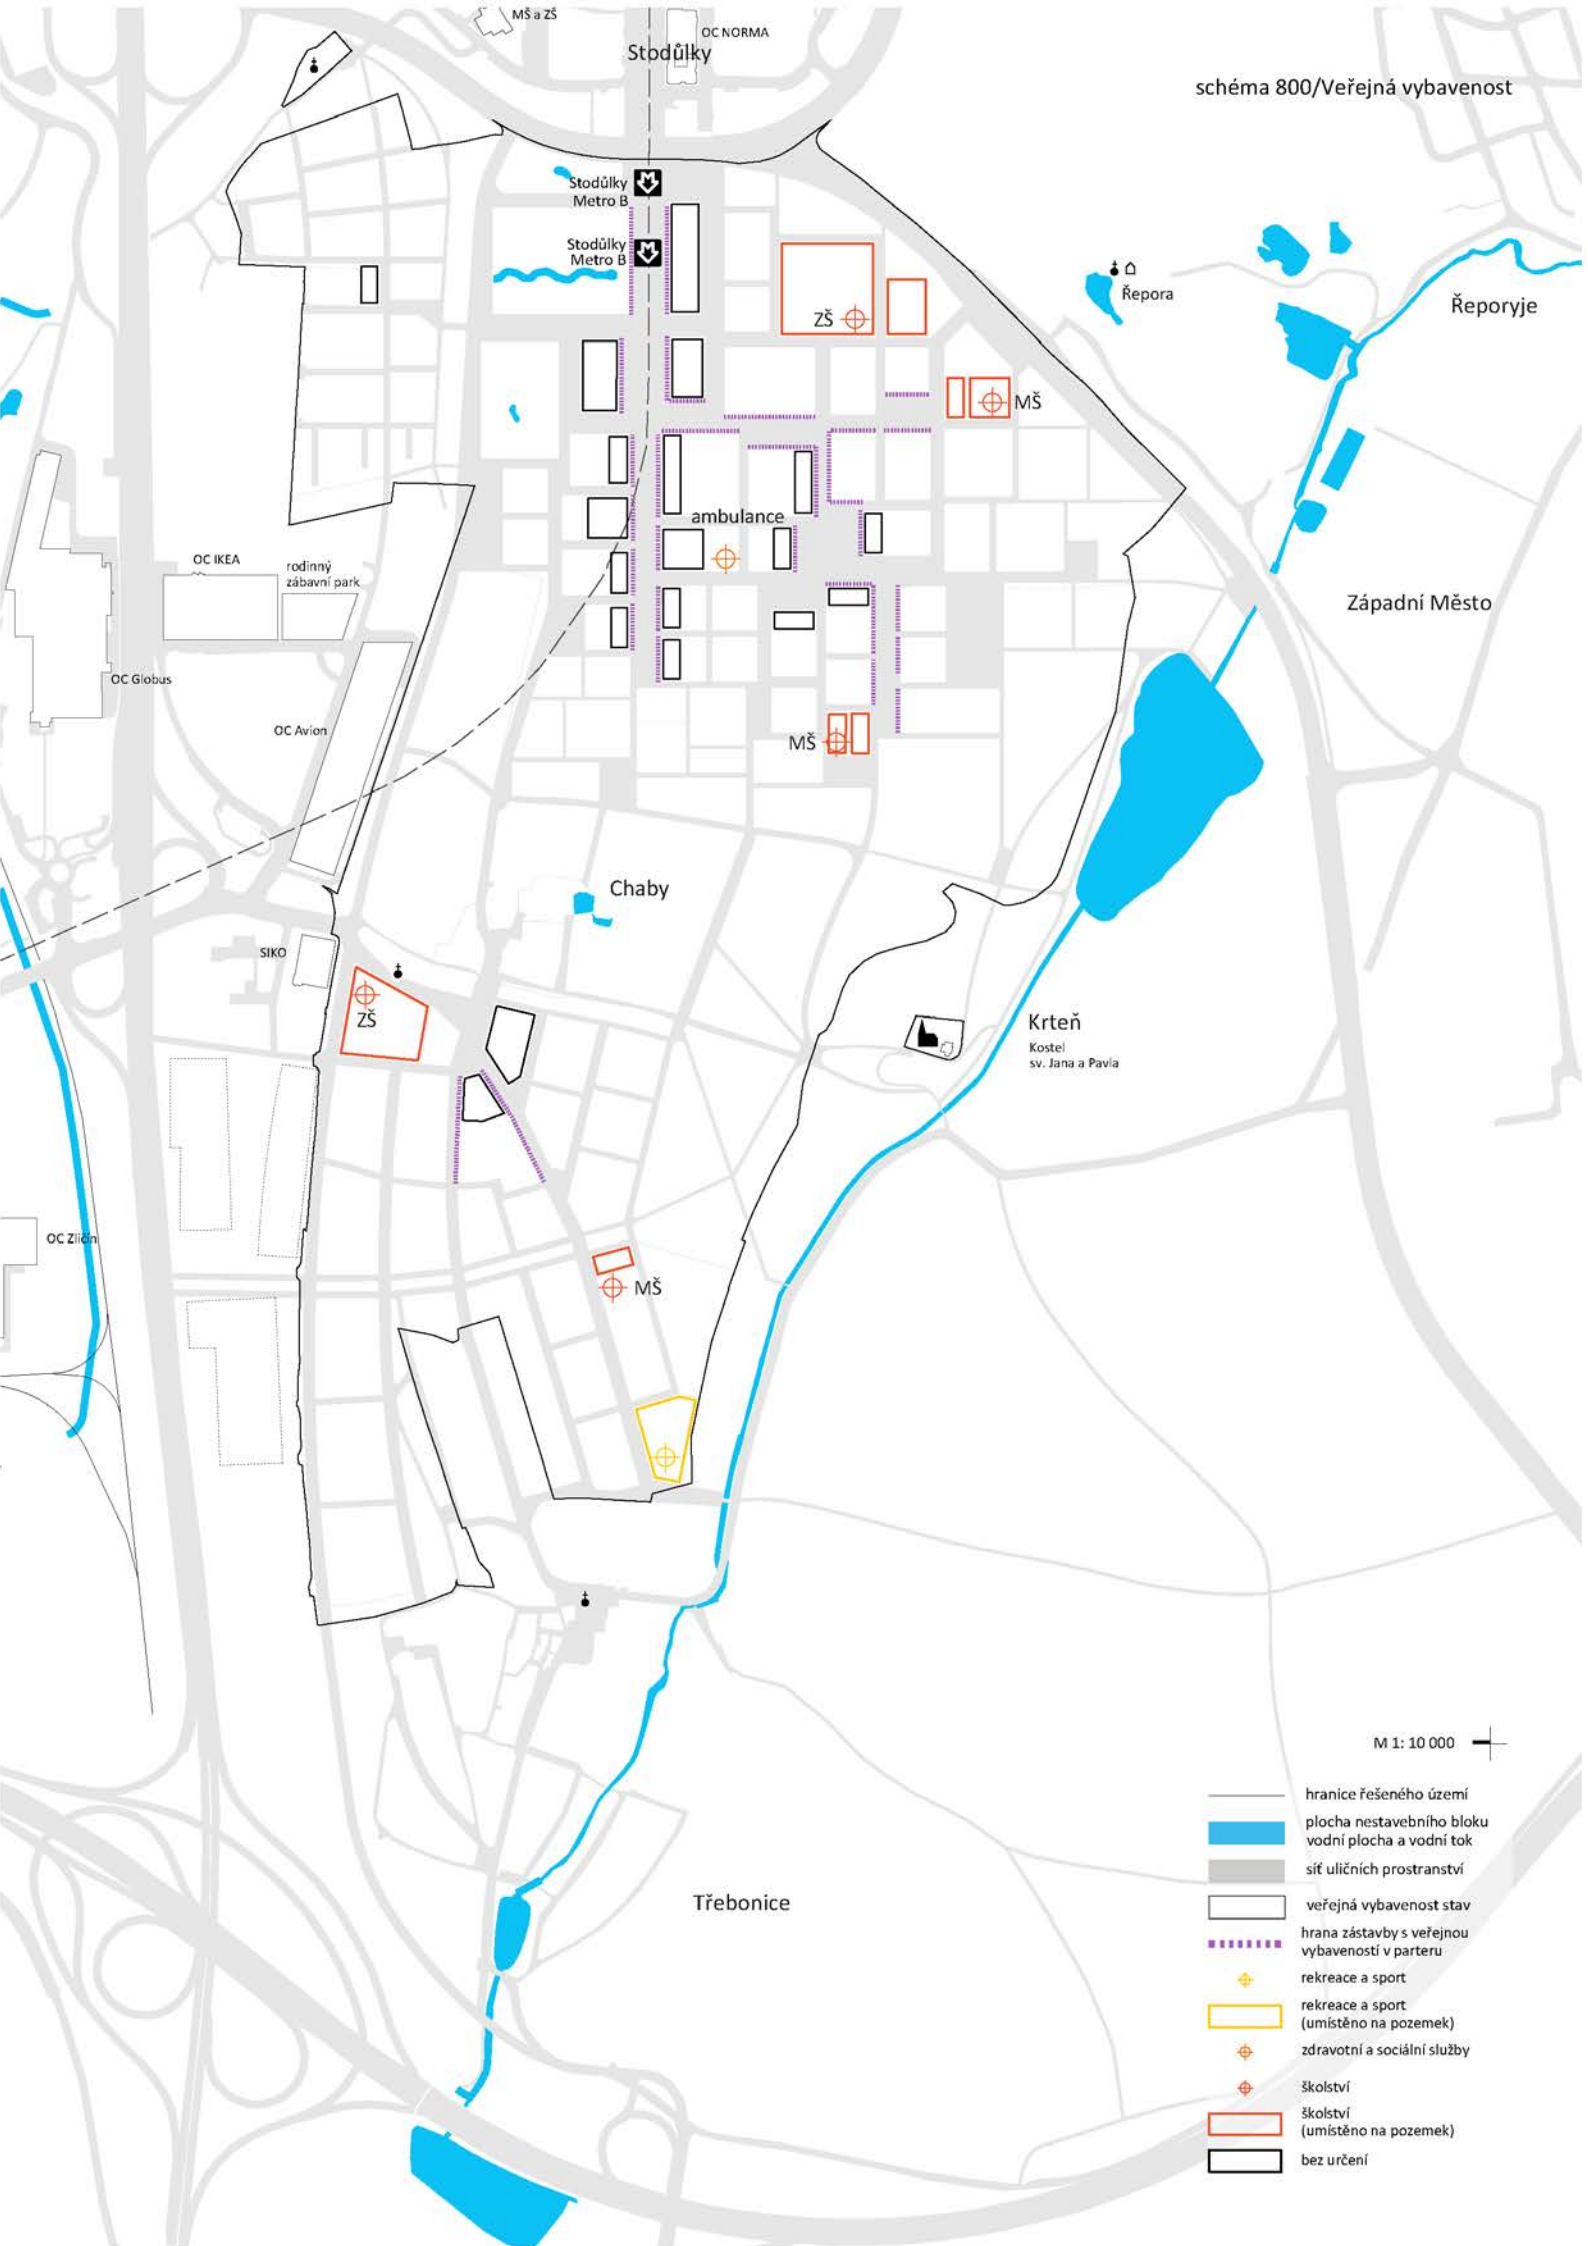 MŠ a ZŠ
OC NORMA
Stodůlky
schéma 800/Veřejná vybavenost
Stodůlky
Metro B
Stodůlky
Metro B
Řepora
Řeporyje
ZŠ
MŠ
ambulance
OC IKEA
rodinný
zábavní park
Západní Město
OC Globus
OC Avion
MŠ
Chaby
SIKO
ZŠ
Krteň
Kostel
sv. Jana a Pavla
OC Zličín
MŠ
Třebonice
M 1: 10 000
hranice řešeného území
plocha nestavebního bloku
vodní plocha a vodní tok
síť uličních prostranství
veřejná vybavenost stav
hrana zástavby s veřejnou
vybaveností v parteru
rekreace a sport
rekreace a sport
(umístěno na pozemek)
zdravotní a sociální služby
školství
školství
(umístěno na pozemek)
bez určení